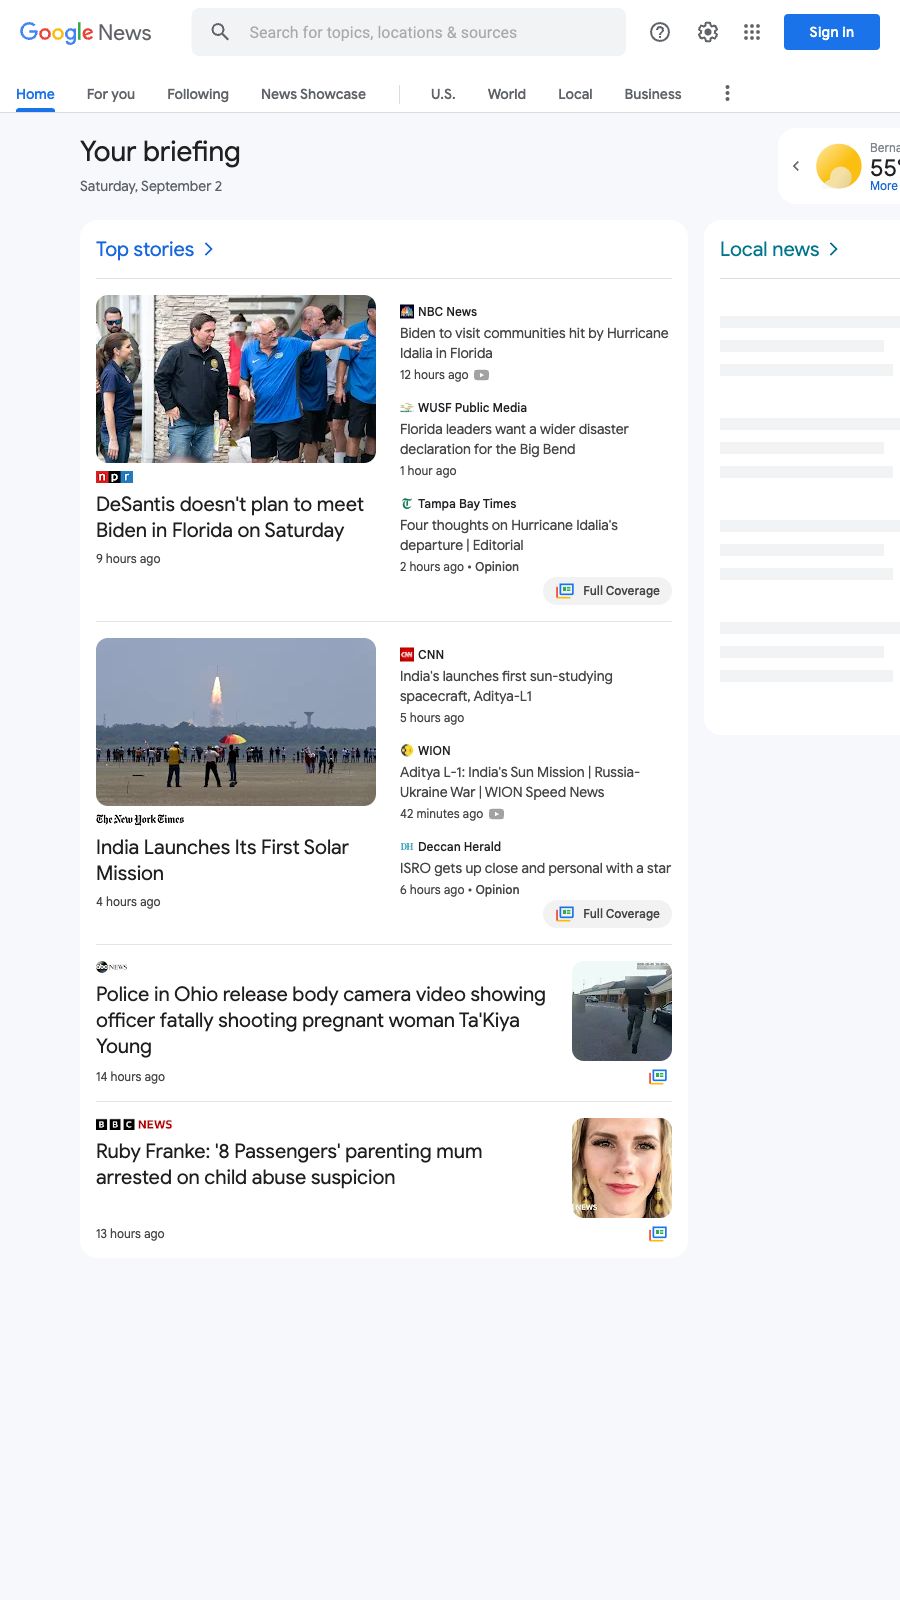 Google News
Search for topics, locations & sources
Sign in
Home
For you
Following
News Showcase
U.S.
World
Local
Business
Your briefing
Saturday, September 2
55°
More
Top stories
Local news
npr
DeSantis doesn't plan to meet
Biden in Florida on Saturday
9 hours ago
NBC News
Biden to visit communities hit by Hurricane
Idalia in Florida
12 hours ago
WUSF Public Media
Florida leaders want a wider disaster
declaration for the Big Bend
1 hour ago
Tampa Bay Times
Four thoughts on Hurricane Idalia's
departure | Editorial
2 hours ago • Opinion
Full Coverage
The New York Times
India Launches Its First Solar
Mission
4 hours ago
CNN
CNN
India's launches first sun-studying
spacecraft, Aditya-L1
5 hours ago
WION
Aditya L-1: India's Sun Mission | Russia-
Ukraine War | WION Speed News
42 minutes ago
DH Deccan Herald
ISRO gets up close and personal with a star
6 hours ago • Opinion
Full Coverage
abc NEWS
Police in Ohio release body camera video showing
officer fatally shooting pregnant woman Ta'Kiya
Young
14 hours ago
BBC NEWS
Ruby Franke: '8 Passengers' parenting mum
arrested on child abuse suspicion
NEWS
13 hours ago